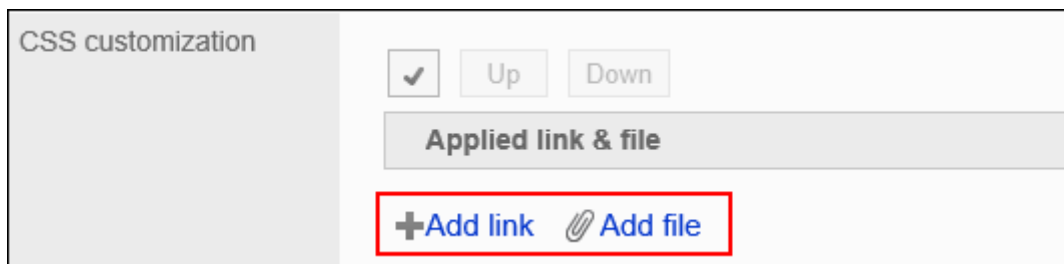 CSS customization
Up Down
Applied link & file
Add link Add file